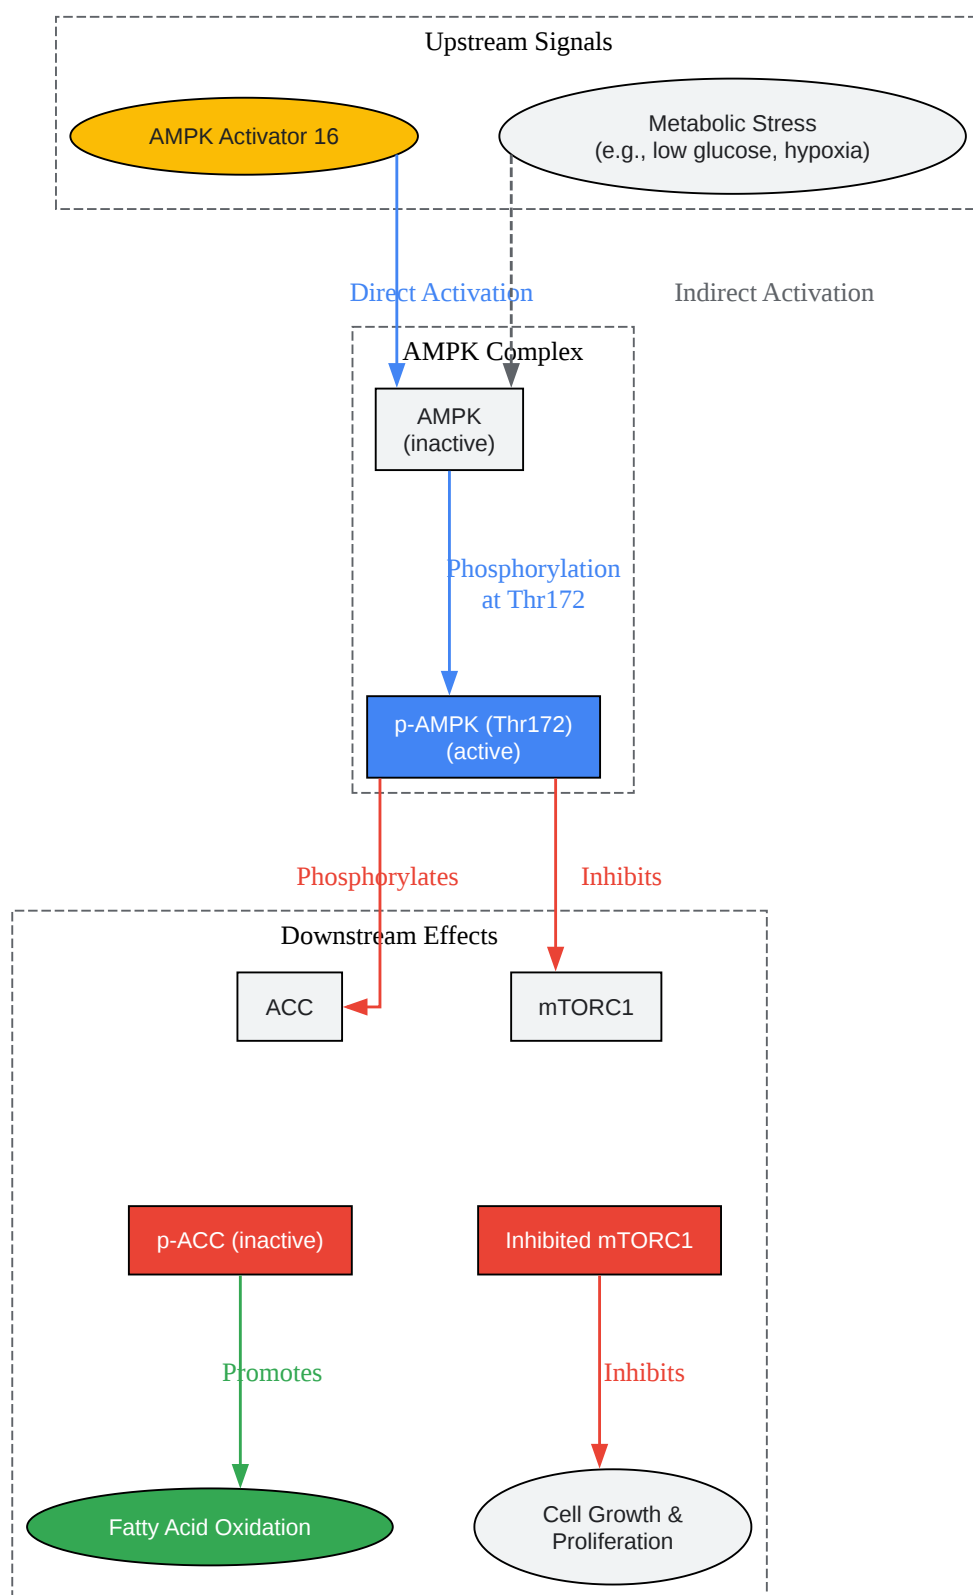 Upstream Signals
AMPK Activator 16
Metabolic Stress
(e.g., low glucose, hypoxia)
Direct Activation
Indirect Activation
AMPK Complex
AMPK
(inactive)
Phosphorylation
at Thr172
p-AMPK (Thr172)
(active)
Phosphorylates
Inhibits
Downstream Effects
ACC
mTORC1
p-ACC (inactive)
Inhibited mTORC1
Promotes
Inhibits
Fatty Acid Oxidation
Cell Growth &
Proliferation